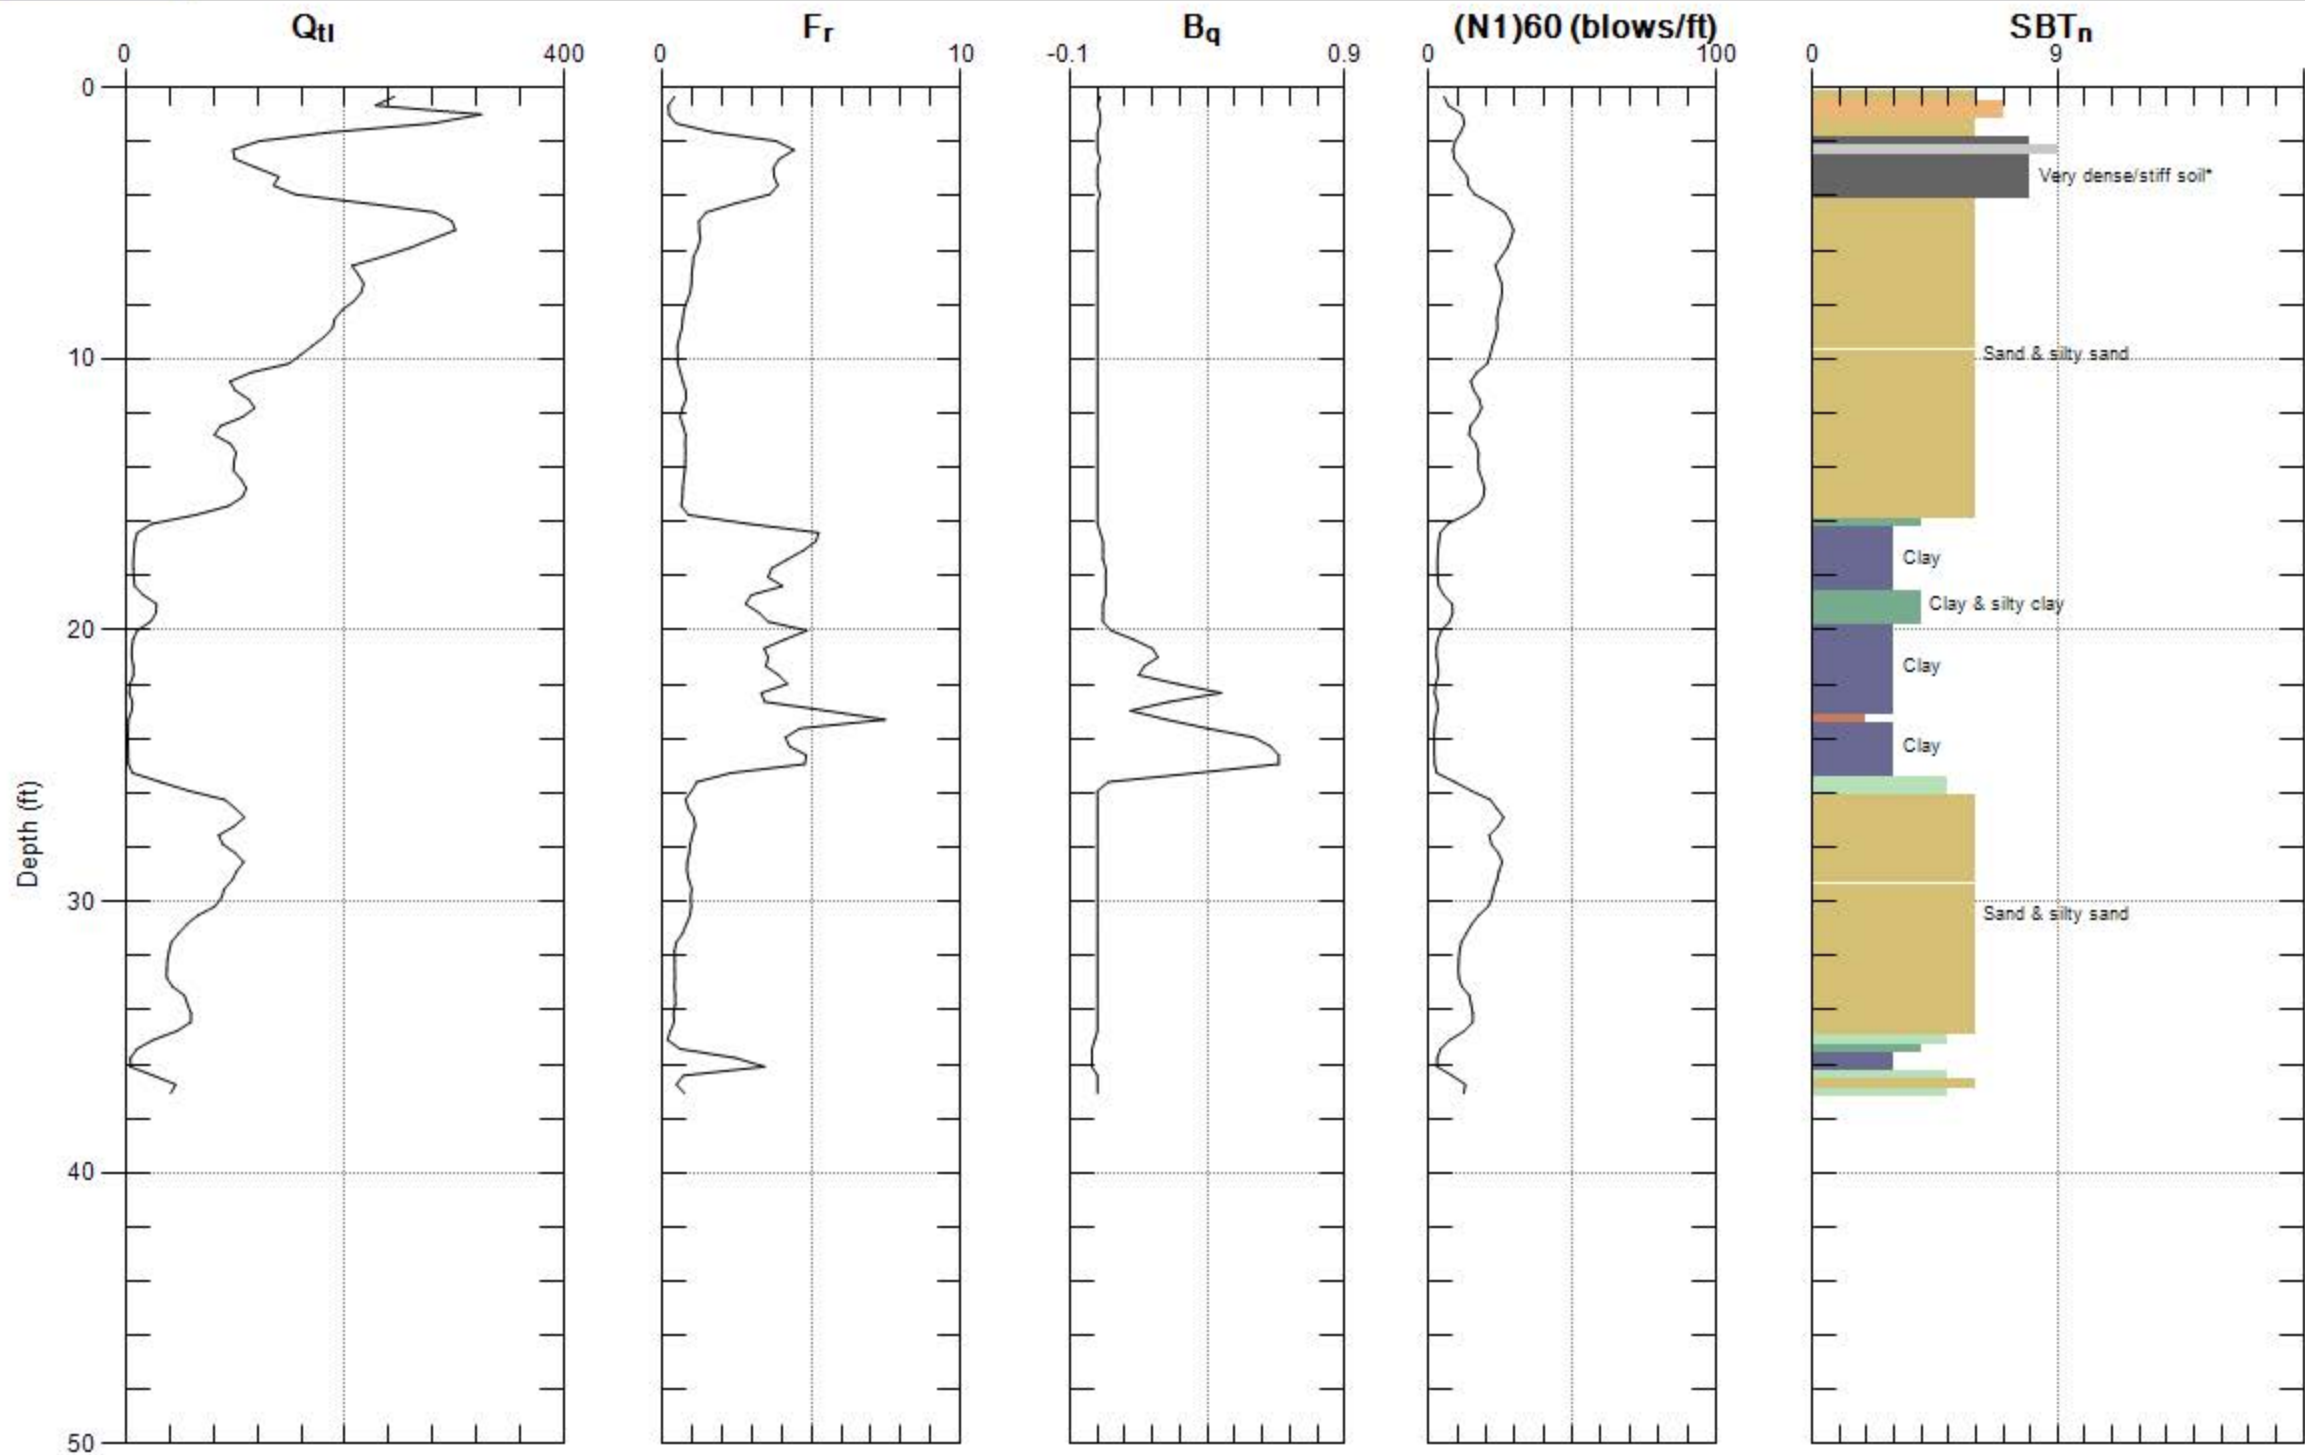 Qtl
Fr
Bq
(N1)60 (blows/ft)
SBTn
0 400
0 10
-0.1 0.9
0 100
0 9
0
Very dense/stiff soil*
10
Sand & silty sand
Clay
Clay & silty clay
20
Clay
Clay
Depth (ft)
30
Sand & silty sand
40
50